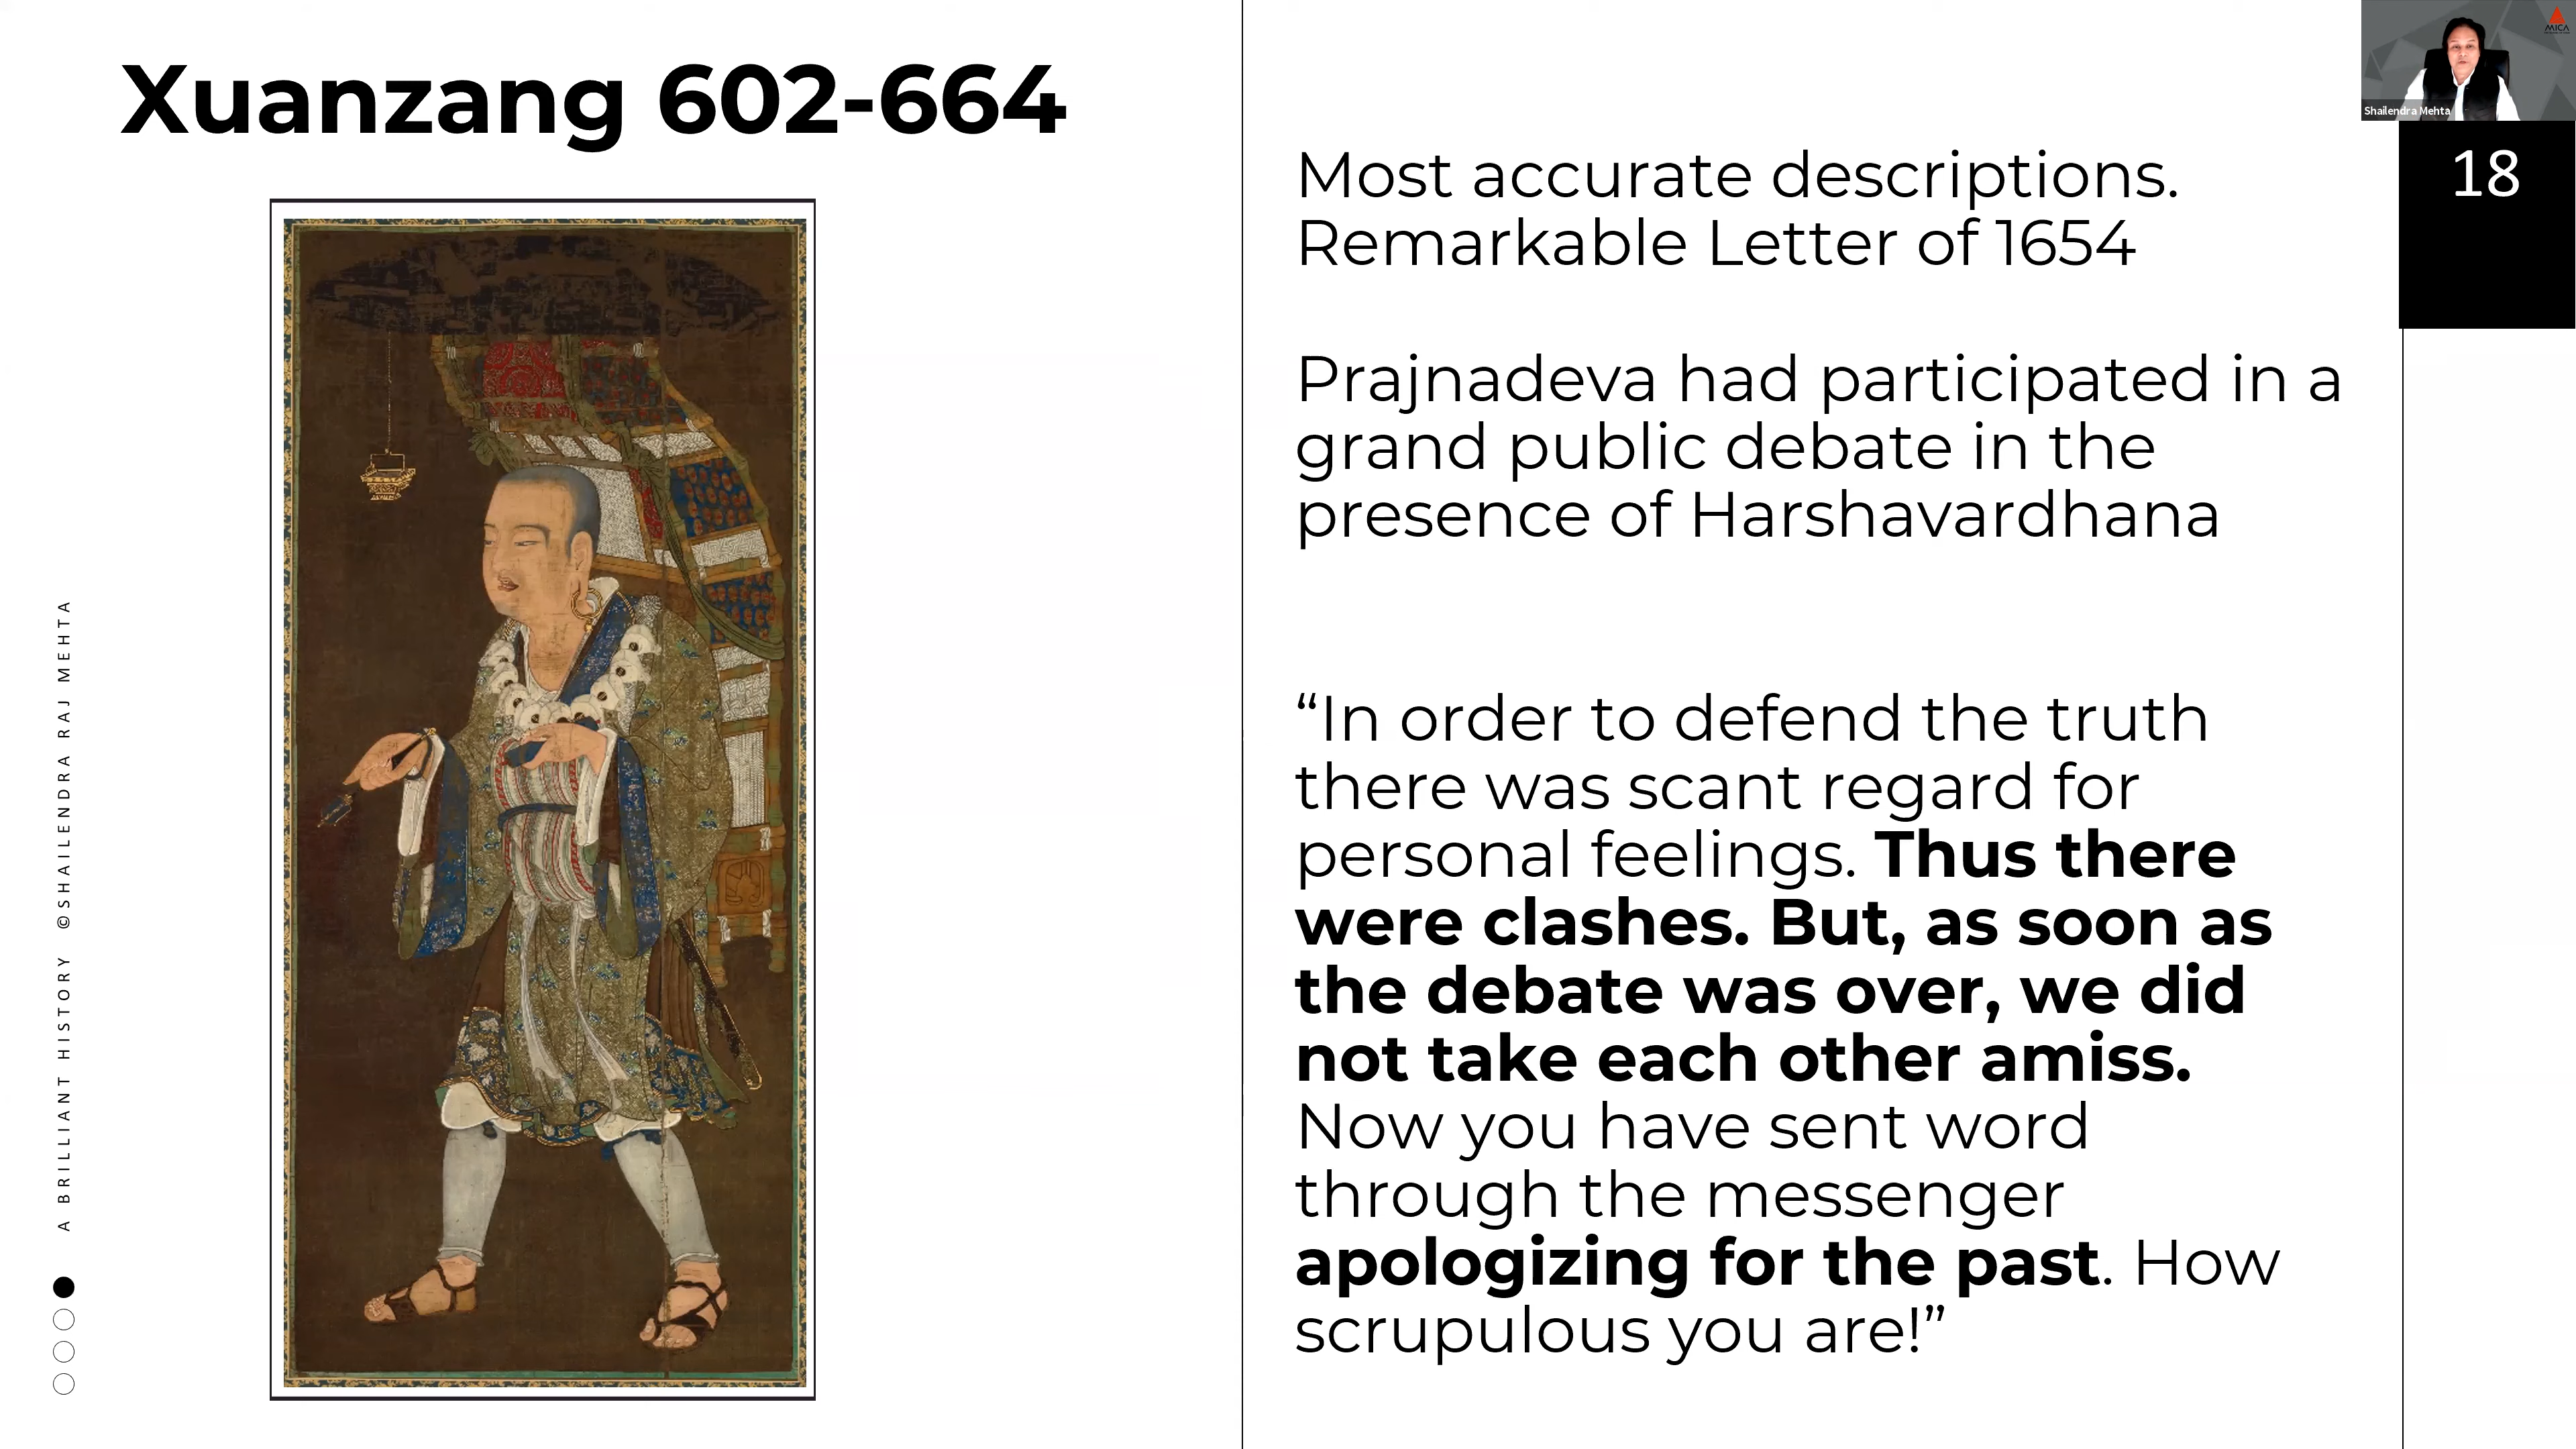 Xuanzang 602-664
Most accurate descriptions.
Remarkable Letter of 1654
Prajnadeva had participated in a
grand public debate in the
presence of Harshavardhana
“In order to defend the truth
there was scant regard for
personal feelings. Thus there
were clashes. But, as soon as
the debate was over, we did
not take each other amiss.
Now you have sent word
through the messenger
apologizing for the past. How
scrupulous you are!”
18
MICA
Shailendra Mehta
A BRILLIANT HISTORY ©SHAILENDRA RAJ MEHTA